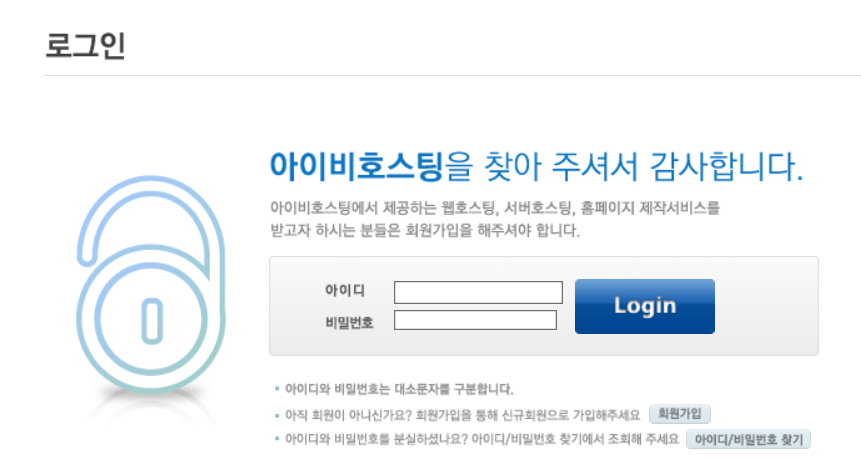 로그인
아이비호스팅을 찾아 주셔서 감사합니다.
아이비호스팅에서 제공하는 웹호스팅, 서버호스팅, 홈페이지 제작서비스를
받고자 하시는 분들은 회원가입을 해주셔야 합니다.
아이디
비밀번호
Login
아이디와 비밀번호는 대소문자를 구분합니다.
아직 회원이 아니신가요? 회원가입을 통해 신규회원으로 가입해주세요 회원가입
아이디와 비밀번호를 분실하셨나요? 아이디/비밀번호 찾기에서 조회해 주세요 아이디/비밀번호 찾기